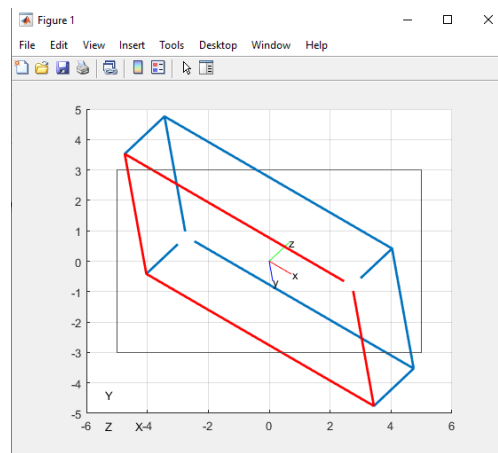 Figure 1
File Edit View Insert Tools Desktop Window Help
5
4
3
2
1
0
-1
-2
-3
-4
-5
z
x
y
Y
Z X
-6 -4 -2 0 2 4 6